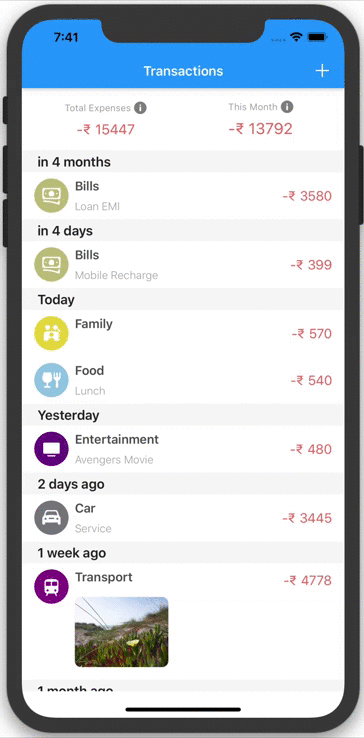 7:41
Transactions
Total Expenses i
This Month i
-₹ 15447
-₹ 13792
in 4 months
Bills
Loan EMI
-₹ 3580
in 4 days
Bills
Mobile Recharge
-₹ 399
Today
Family
-₹ 570
Food
Lunch
-₹ 540
Yesterday
Entertainment
Avengers Movie
-₹ 480
2 days ago
Car
Service
-₹ 3445
1 week ago
Transport
-₹ 4778
1 month ago